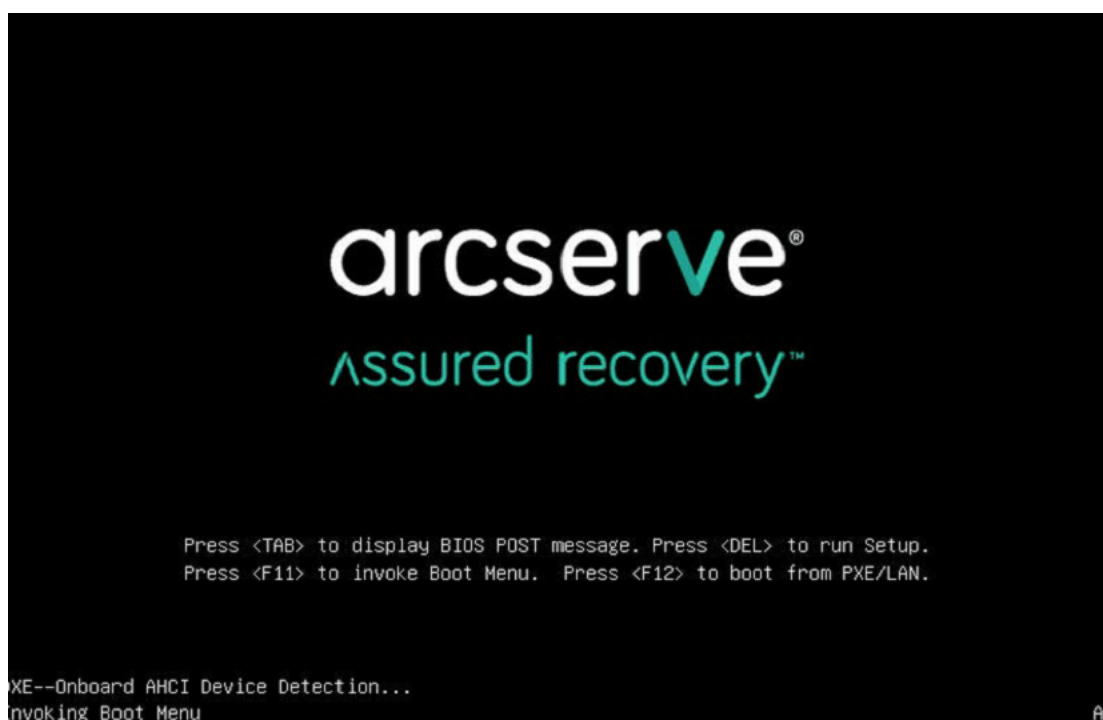 arcserve®
Assured recovery™
Press <TAB> to display BIOS POST message. Press <DEL> to run Setup.
Press <F11> to invoke Boot Menu. Press <F12> to boot from PXE/LAN.
XE--Onboard AHCI Device Detection...
nvoking Boot Menu
A